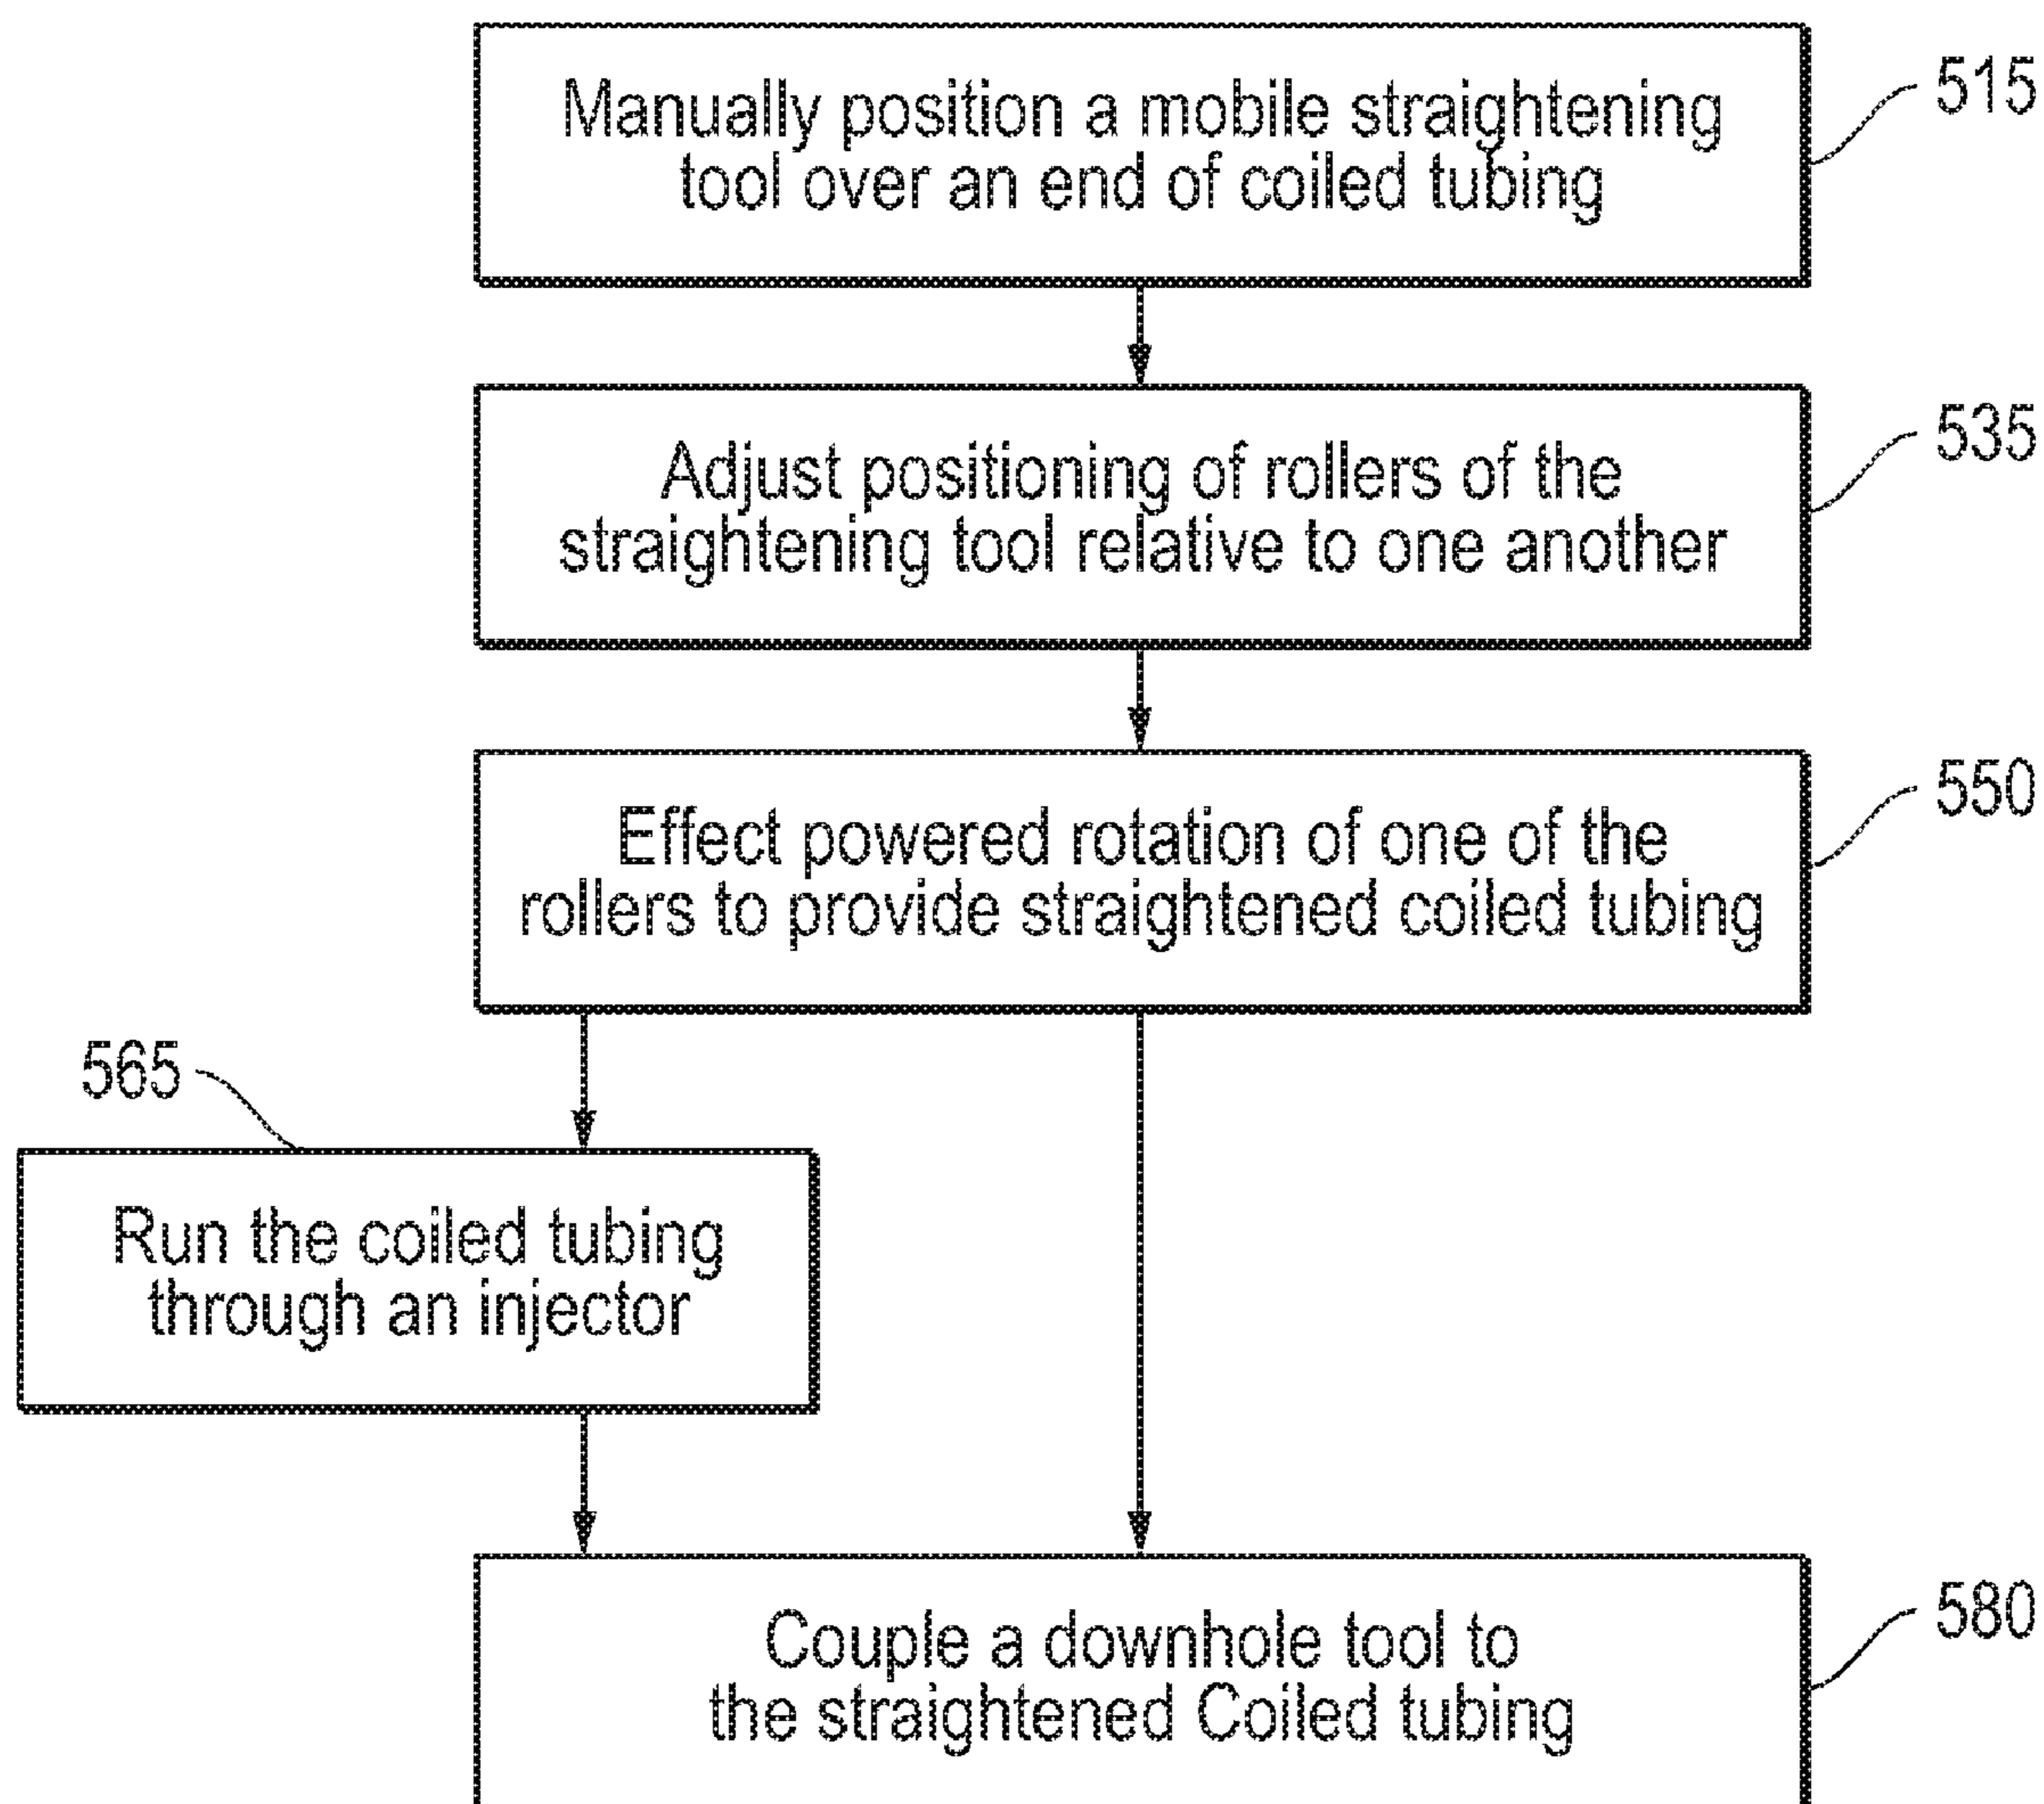 Manually position a mobile straightening
tool over an end of coiled tubing
515
Adjust positioning of rollers of the
straightening tool relative to one another
535
Effect powered rotation of one of the
rollers to provide straightened coiled tubing
550
565
Run the coiled tubing
through an injector
Couple a downhole tool to
the straightened Coiled tubing
580